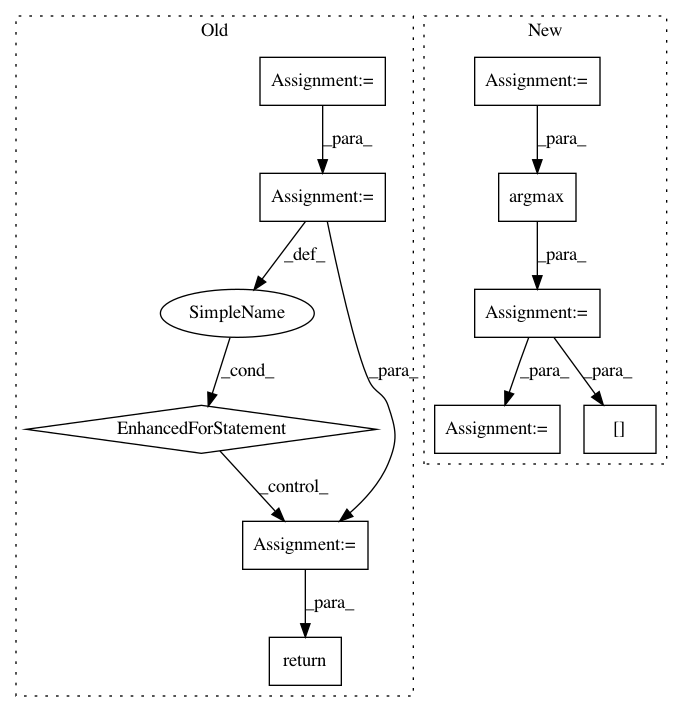 Old
New
Assignment:=
Assignment:=
_para_
_para_
Assignment:=
argmax
_def_
_para_
SimpleName
Assignment:=
_cond_
_para_
_para_
_para_
EnhancedForStatement
Assignment:=
[]
_control_
Assignment:=
_para_
return